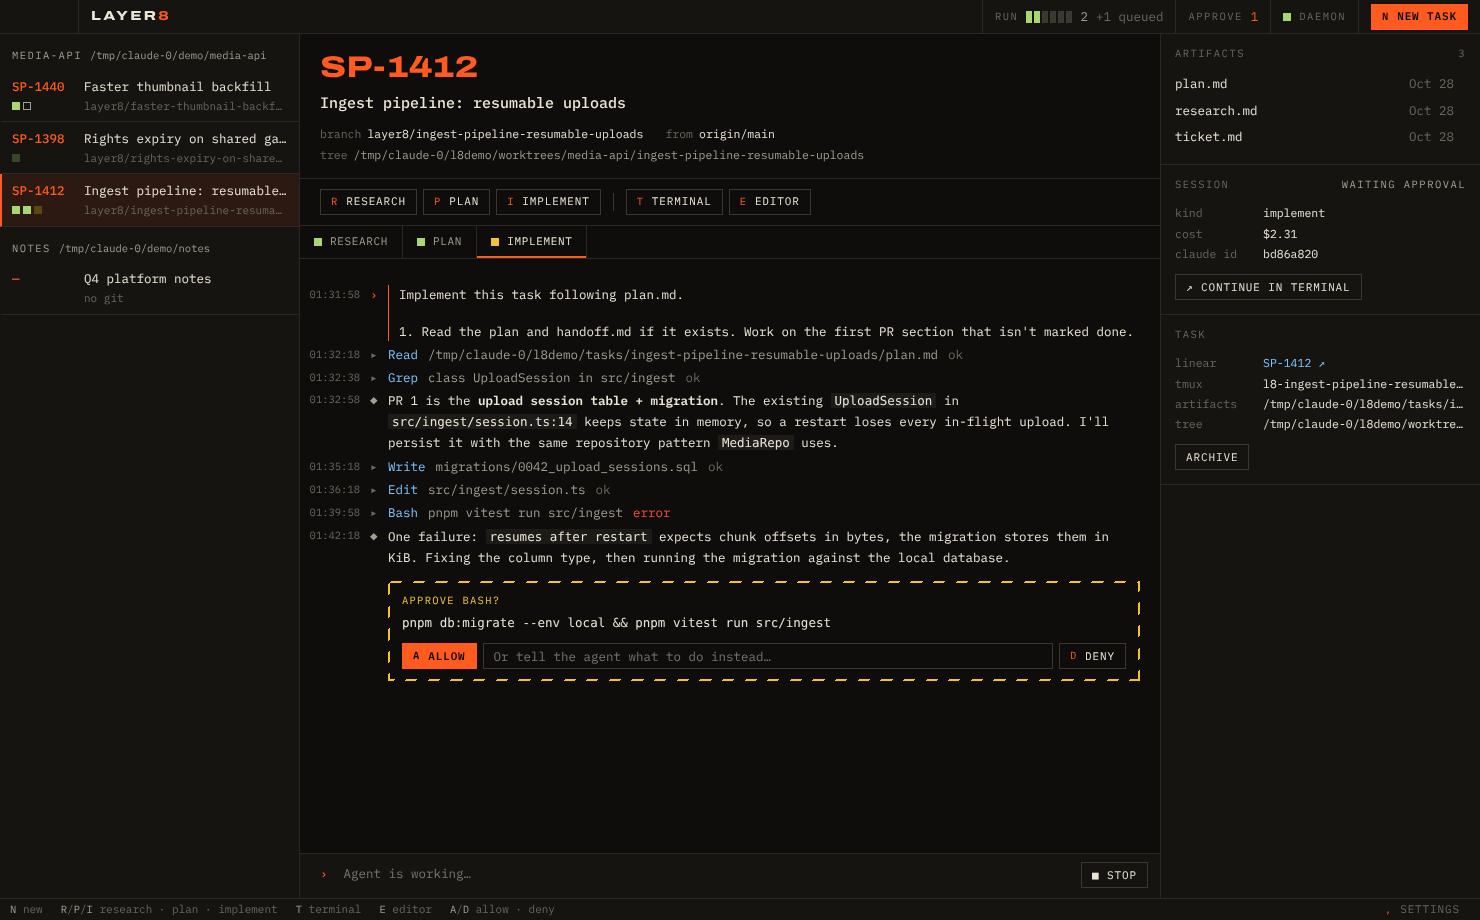 LAYER8
RUN 2 +1 queued APPROVE 1 DAEMON N NEW TASK
MEDIA-API /tmp/claude-0/demo/media-api
SP-1440 Faster thumbnail backfill
layer8/faster-thumbnail-backf…
SP-1398 Rights expiry on shared ga…
layer8/rights-expiry-on-share…
SP-1412 Ingest pipeline: resumable…
layer8/ingest-pipeline-resuma…
NOTES /tmp/claude-0/demo/notes
— Q4 platform notes
no git
SP-1412
Ingest pipeline: resumable uploads
branch layer8/ingest-pipeline-resumable-uploads from origin/main
tree /tmp/claude-0/l8demo/worktrees/media-api/ingest-pipeline-resumable-uploads
R RESEARCH P PLAN I IMPLEMENT T TERMINAL E EDITOR
RESEARCH PLAN IMPLEMENT
01:31:58 › Implement this task following plan.md.
1. Read the plan and handoff.md if it exists. Work on the first PR section that isn't marked done.
01:32:18 ▸ Read /tmp/claude-0/l8demo/tasks/ingest-pipeline-resumable-uploads/plan.md ok
01:32:38 ▸ Grep class UploadSession in src/ingest ok
01:32:58 ◆ PR 1 is the upload session table + migration. The existing UploadSession in
src/ingest/session.ts:14 keeps state in memory, so a restart loses every in-flight upload. I'll
persist it with the same repository pattern MediaRepo uses.
01:35:18 ▸ Write migrations/0042_upload_sessions.sql ok
01:36:18 ▸ Edit src/ingest/session.ts ok
01:39:58 ▸ Bash pnpm vitest run src/ingest error
01:42:18 ◆ One failure: resumes after restart expects chunk offsets in bytes, the migration stores them in
KiB. Fixing the column type, then running the migration against the local database.
APPROVE BASH?
pnpm db:migrate --env local && pnpm vitest run src/ingest
A ALLOW Or tell the agent what to do instead… D DENY
› Agent is working… ■ STOP
ARTIFACTS 3
plan.md Oct 28
research.md Oct 28
ticket.md Oct 28
SESSION WAITING APPROVAL
kind implement
cost $2.31
claude id bd86a820
↗ CONTINUE IN TERMINAL
TASK
linear SP-1412 ↗
tmux l8-ingest-pipeline-resumable…
artifacts /tmp/claude-0/l8demo/tasks/i…
tree /tmp/claude-0/l8demo/worktre…
ARCHIVE
N new R/P/I research · plan · implement T terminal E editor A/D allow · deny , SETTINGS